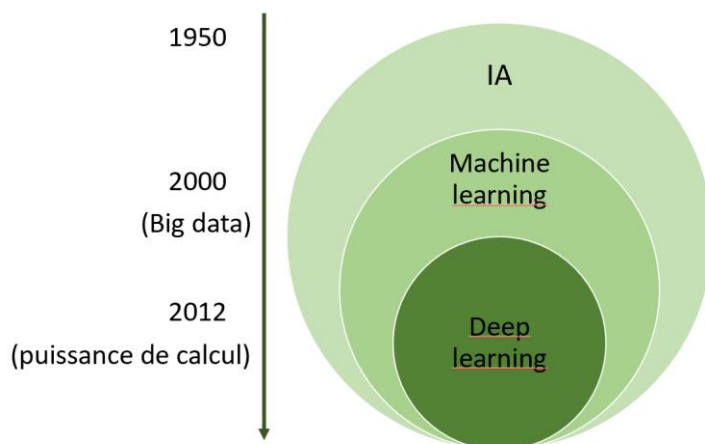 1950
IA
Machine
learning
2000
(Big data)
2012
(puissance de calcul)
Deep
learning